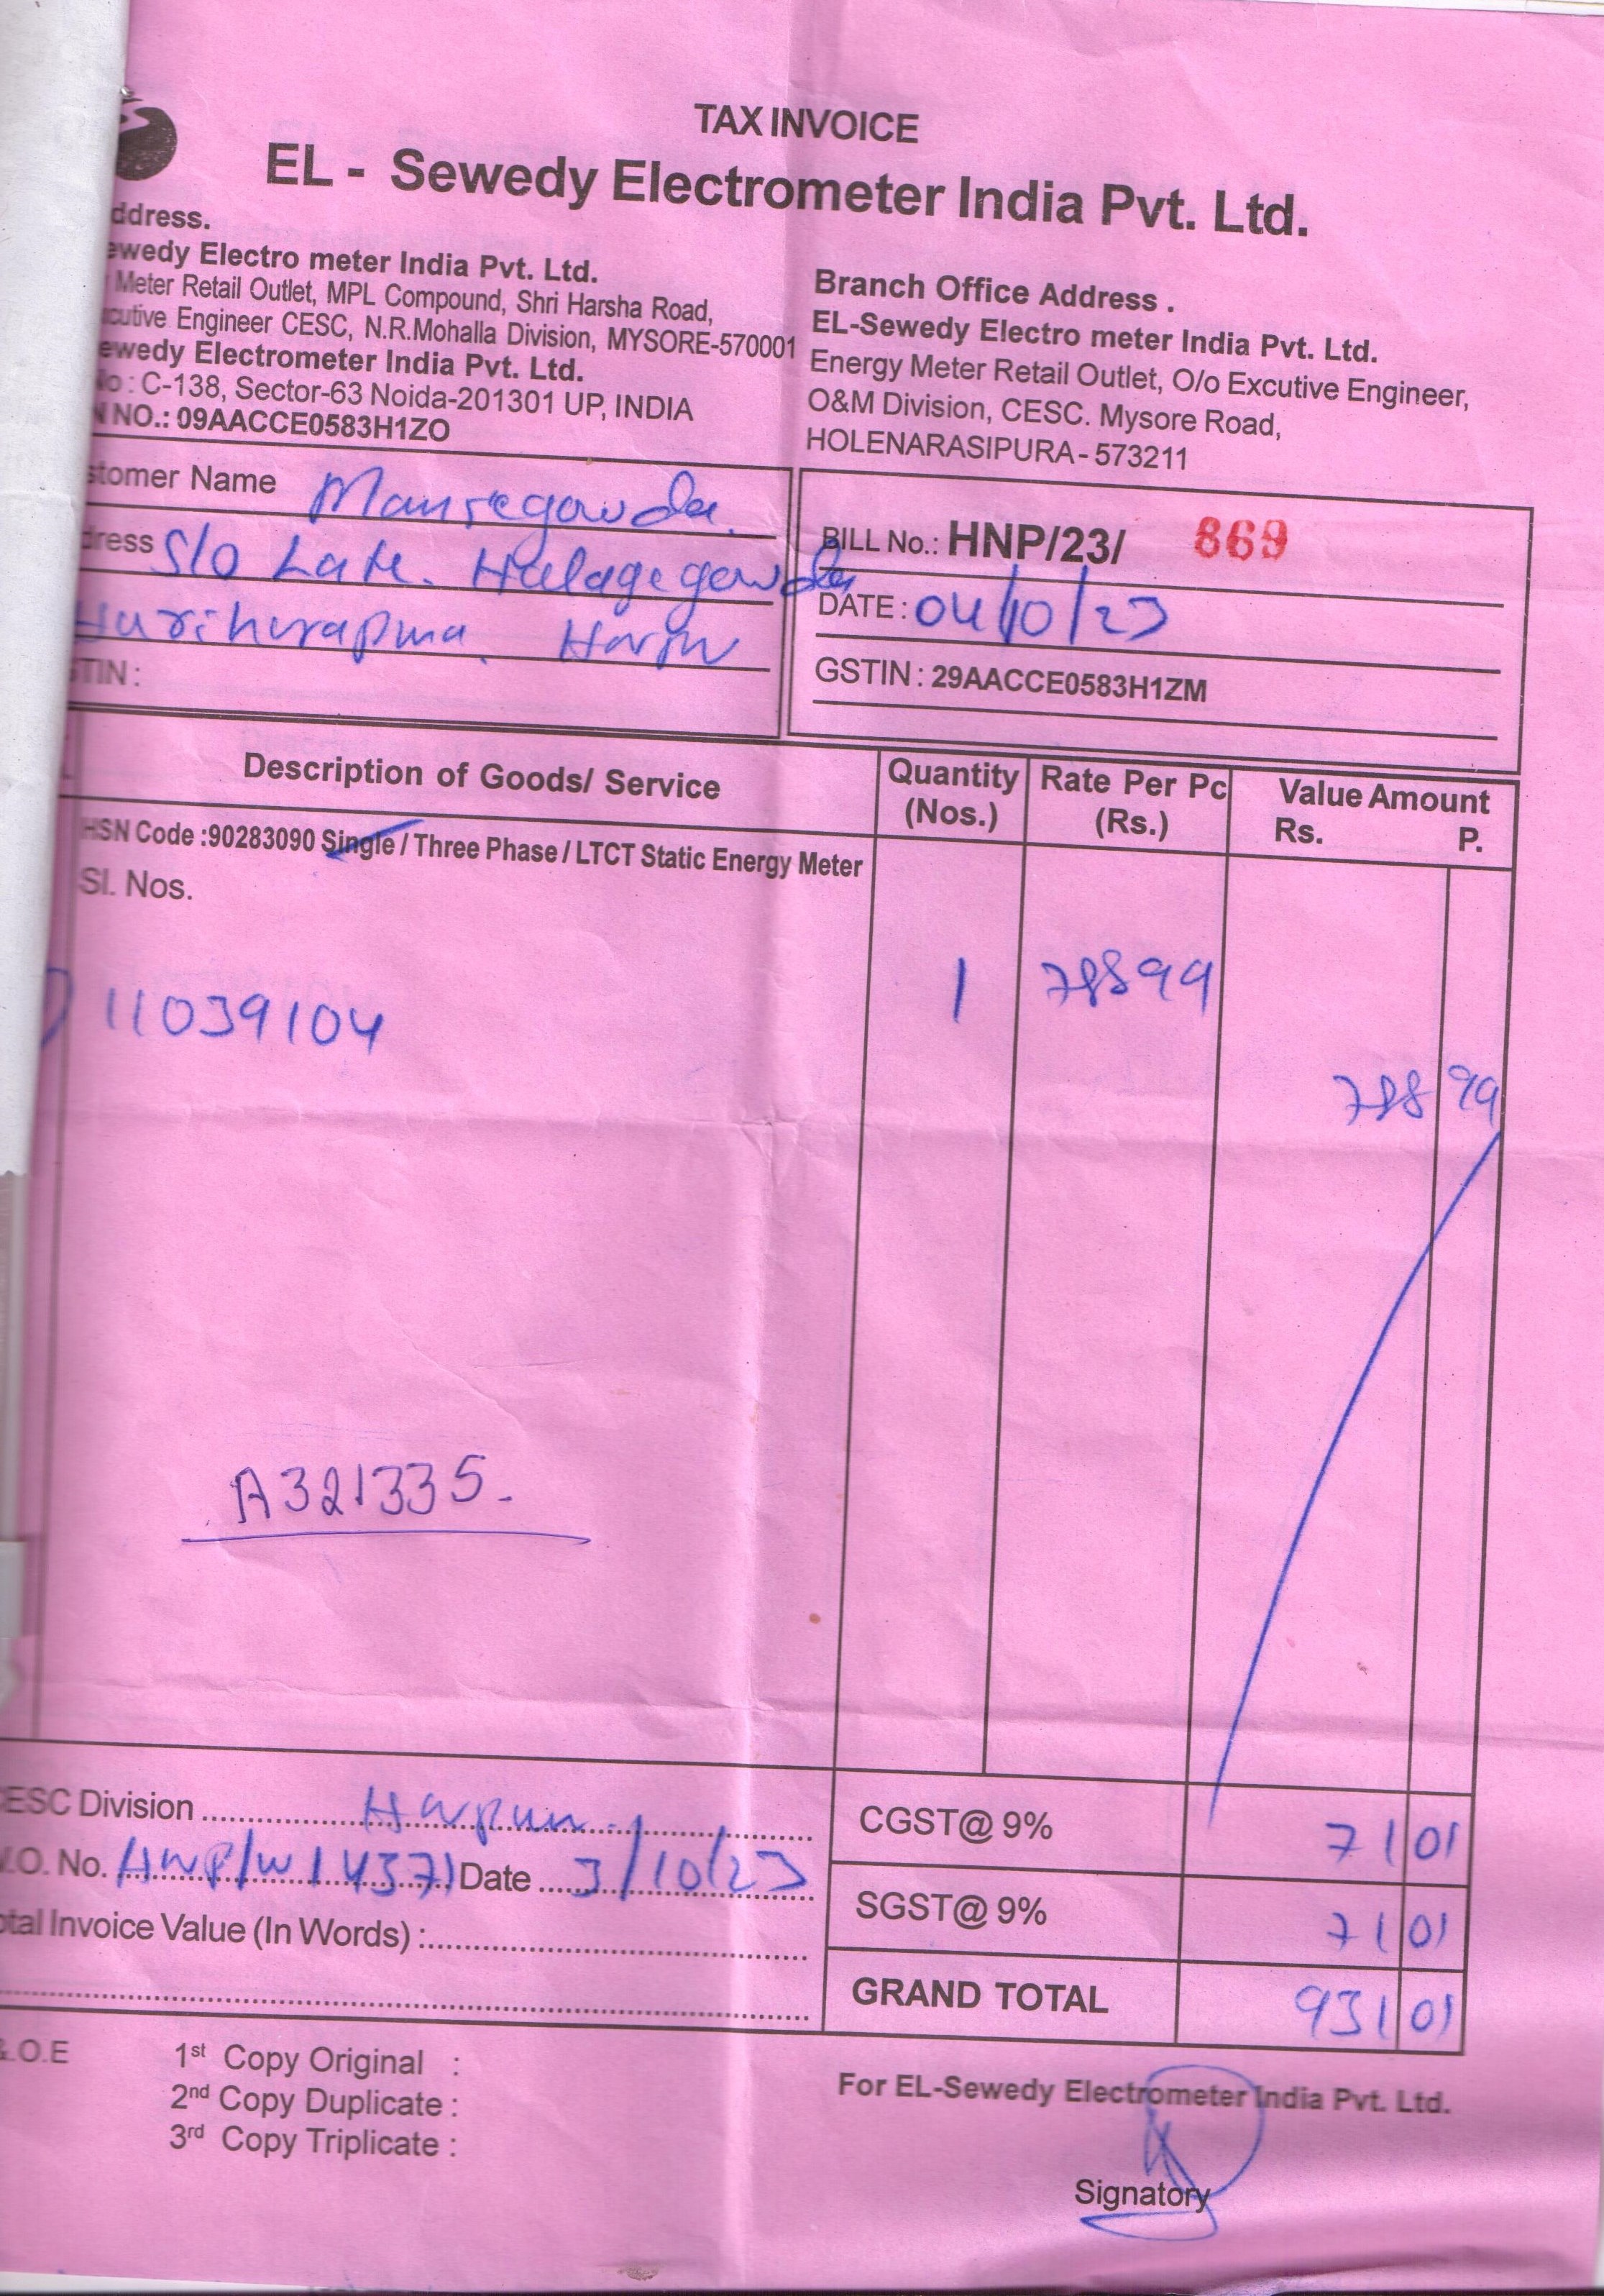 TAX INVOICE
EL - Sewedy Electrometer India Pvt. Ltd.
ddress.
ewedy Electro meter India Pvt. Ltd.
Meter Retail Outlet, MPL Compound, Shri Harsha Road,
cutive Engineer CESC, N.R.Mohalla Division, MYSORE-570001
ewedy Electrometer India Pvt. Ltd.
No : C-138, Sector-63 Noida-201301 UP, INDIA
N NO.: 09AACCE0583H1ZO
Branch Office Address .
EL-Sewedy Electro meter India Pvt. Ltd.
Energy Meter Retail Outlet, O/o Excutive Engineer,
O&M Division, CESC. Mysore Road,
HOLENARASIPURA- 573211
stomer Name
dress S/o Late. Halagegowda
STIN :
BILL No.: HNP/23/ 869
DATE : 04/10/23
GSTIN : 29AACCE0583H1ZM
Description of Goods/ Service Quantity (Nos.) Rate Per Pc (Rs.) Value Amount Rs. P.
HSN Code :90283090 Single / Three Phase / LTCT Static Energy Meter
Sl. Nos.
11039104 1 788 99
788 99
A321335.
CESC Division
.O. No. HNP/W Date 3/10/23
otal Invoice Value (In Words) :
CGST@ 9% 71 01
SGST@ 9% 71 01
GRAND TOTAL 931 01
&.O.E
1st Copy Original :
2nd Copy Duplicate :
3rd Copy Triplicate :
For EL-Sewedy Electrometer India Pvt. Ltd.
Signatory